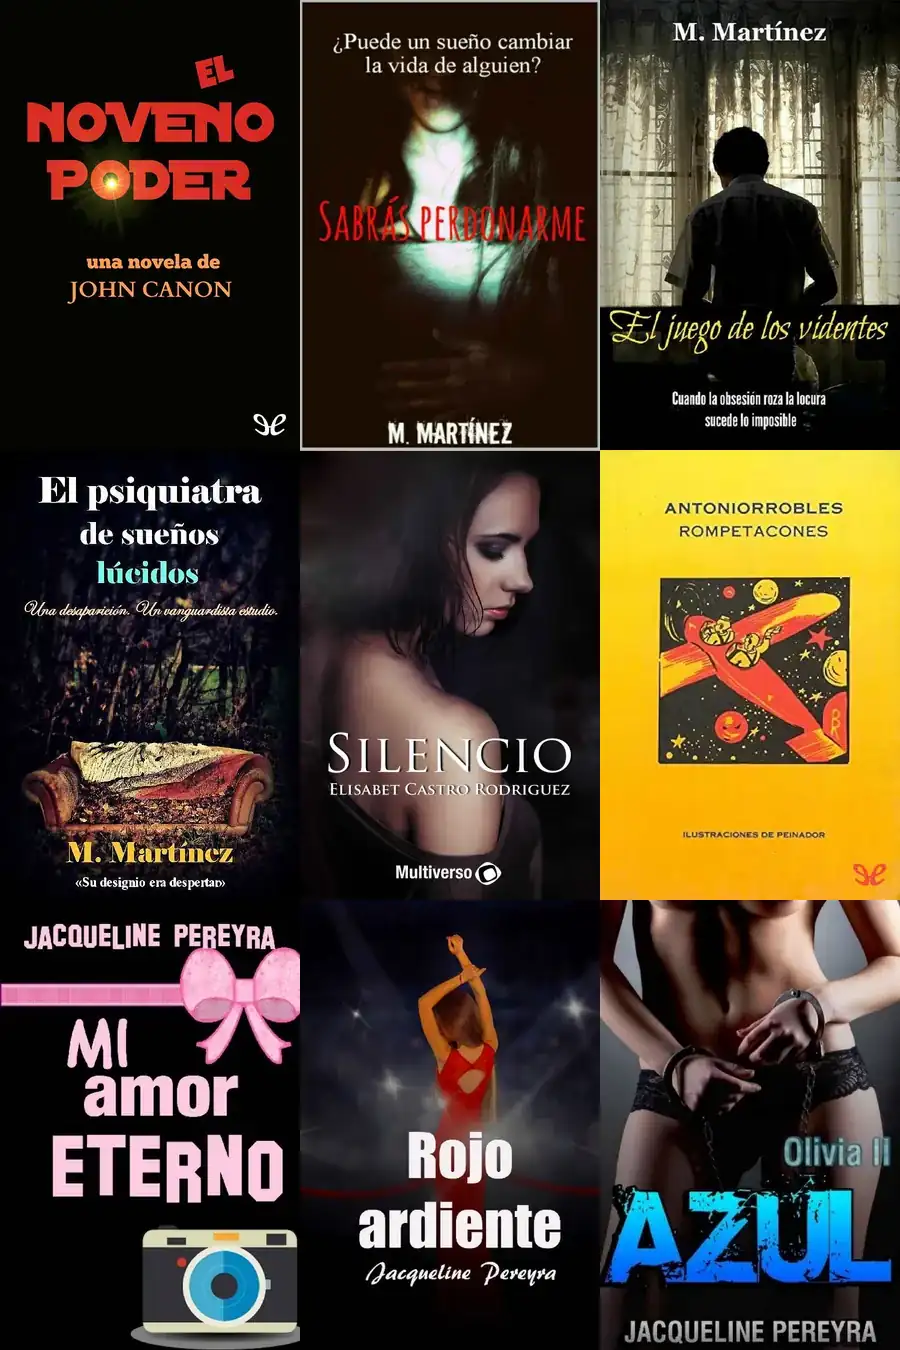 EL
NOVENO
PODER
una novela de
JOHN CANON
¿Puede un sueño cambiar
la vida de alguien?
SABRÁS PERDONARME
M. MARTÍNEZ
M. Martínez
El juego de los videntes
Cuando la obsesión roza la locura
sucede lo imposible
El psiquiatra
de sueños
lúcidos
Una desaparición. Un vanguardista estudio.
M. Martínez
«Su designio era despertar»
SILENCIO
ELISABET CASTRO RODRIGUEZ
Multiverso
ANTONIORROBLES
ROMPETACONES
R
ILUSTRACIONES DE PEINADOR
JACQUELINE PEREYRA
MI
amor
ETERNO
Rojo
ardiente
Jacqueline Pereyra
Olivia II
AZUL
JACQUELINE PEREYRA